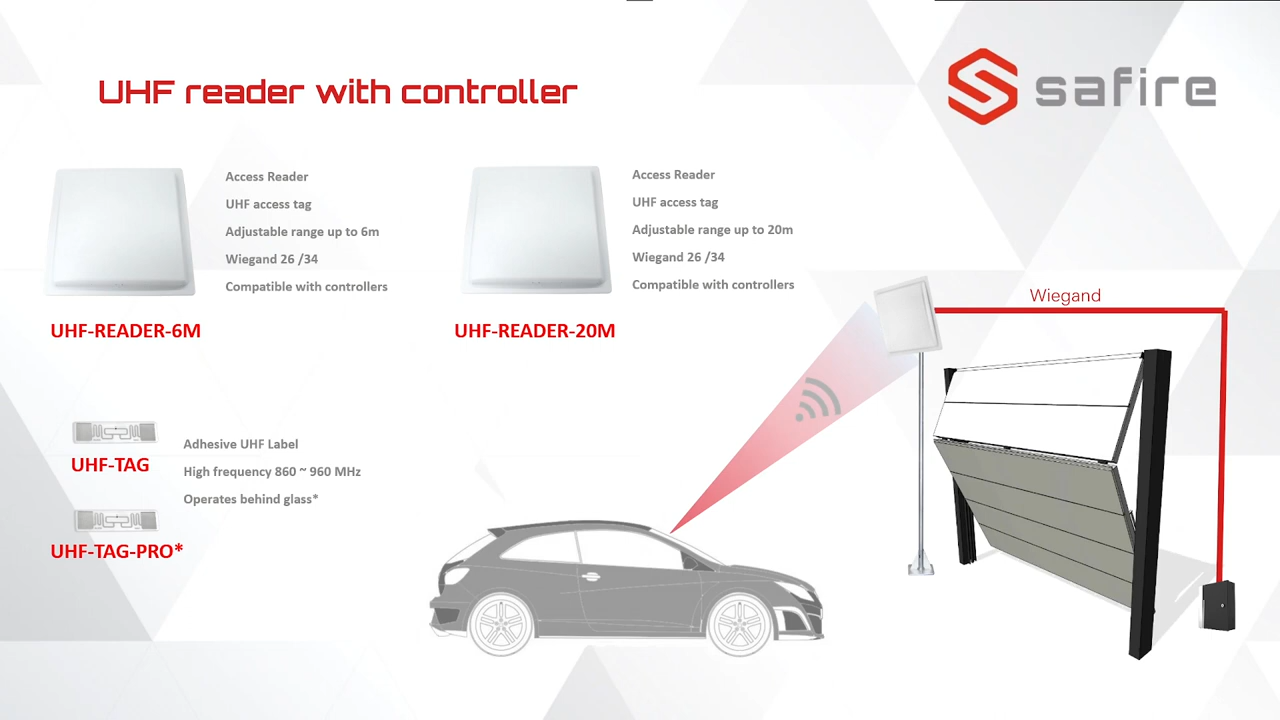 UHF reader with controller
safire
Access Reader
UHF access tag
Adjustable range up to 6m
Wiegand 26 /34
Compatible with controllers
UHF-READER-6M
Access Reader
UHF access tag
Adjustable range up to 20m
Wiegand 26 /34
Compatible with controllers
UHF-READER-20M
Wiegand
UHF-TAG
Adhesive UHF Label
High frequency 860 ~ 960 MHz
Operates behind glass*
UHF-TAG-PRO*